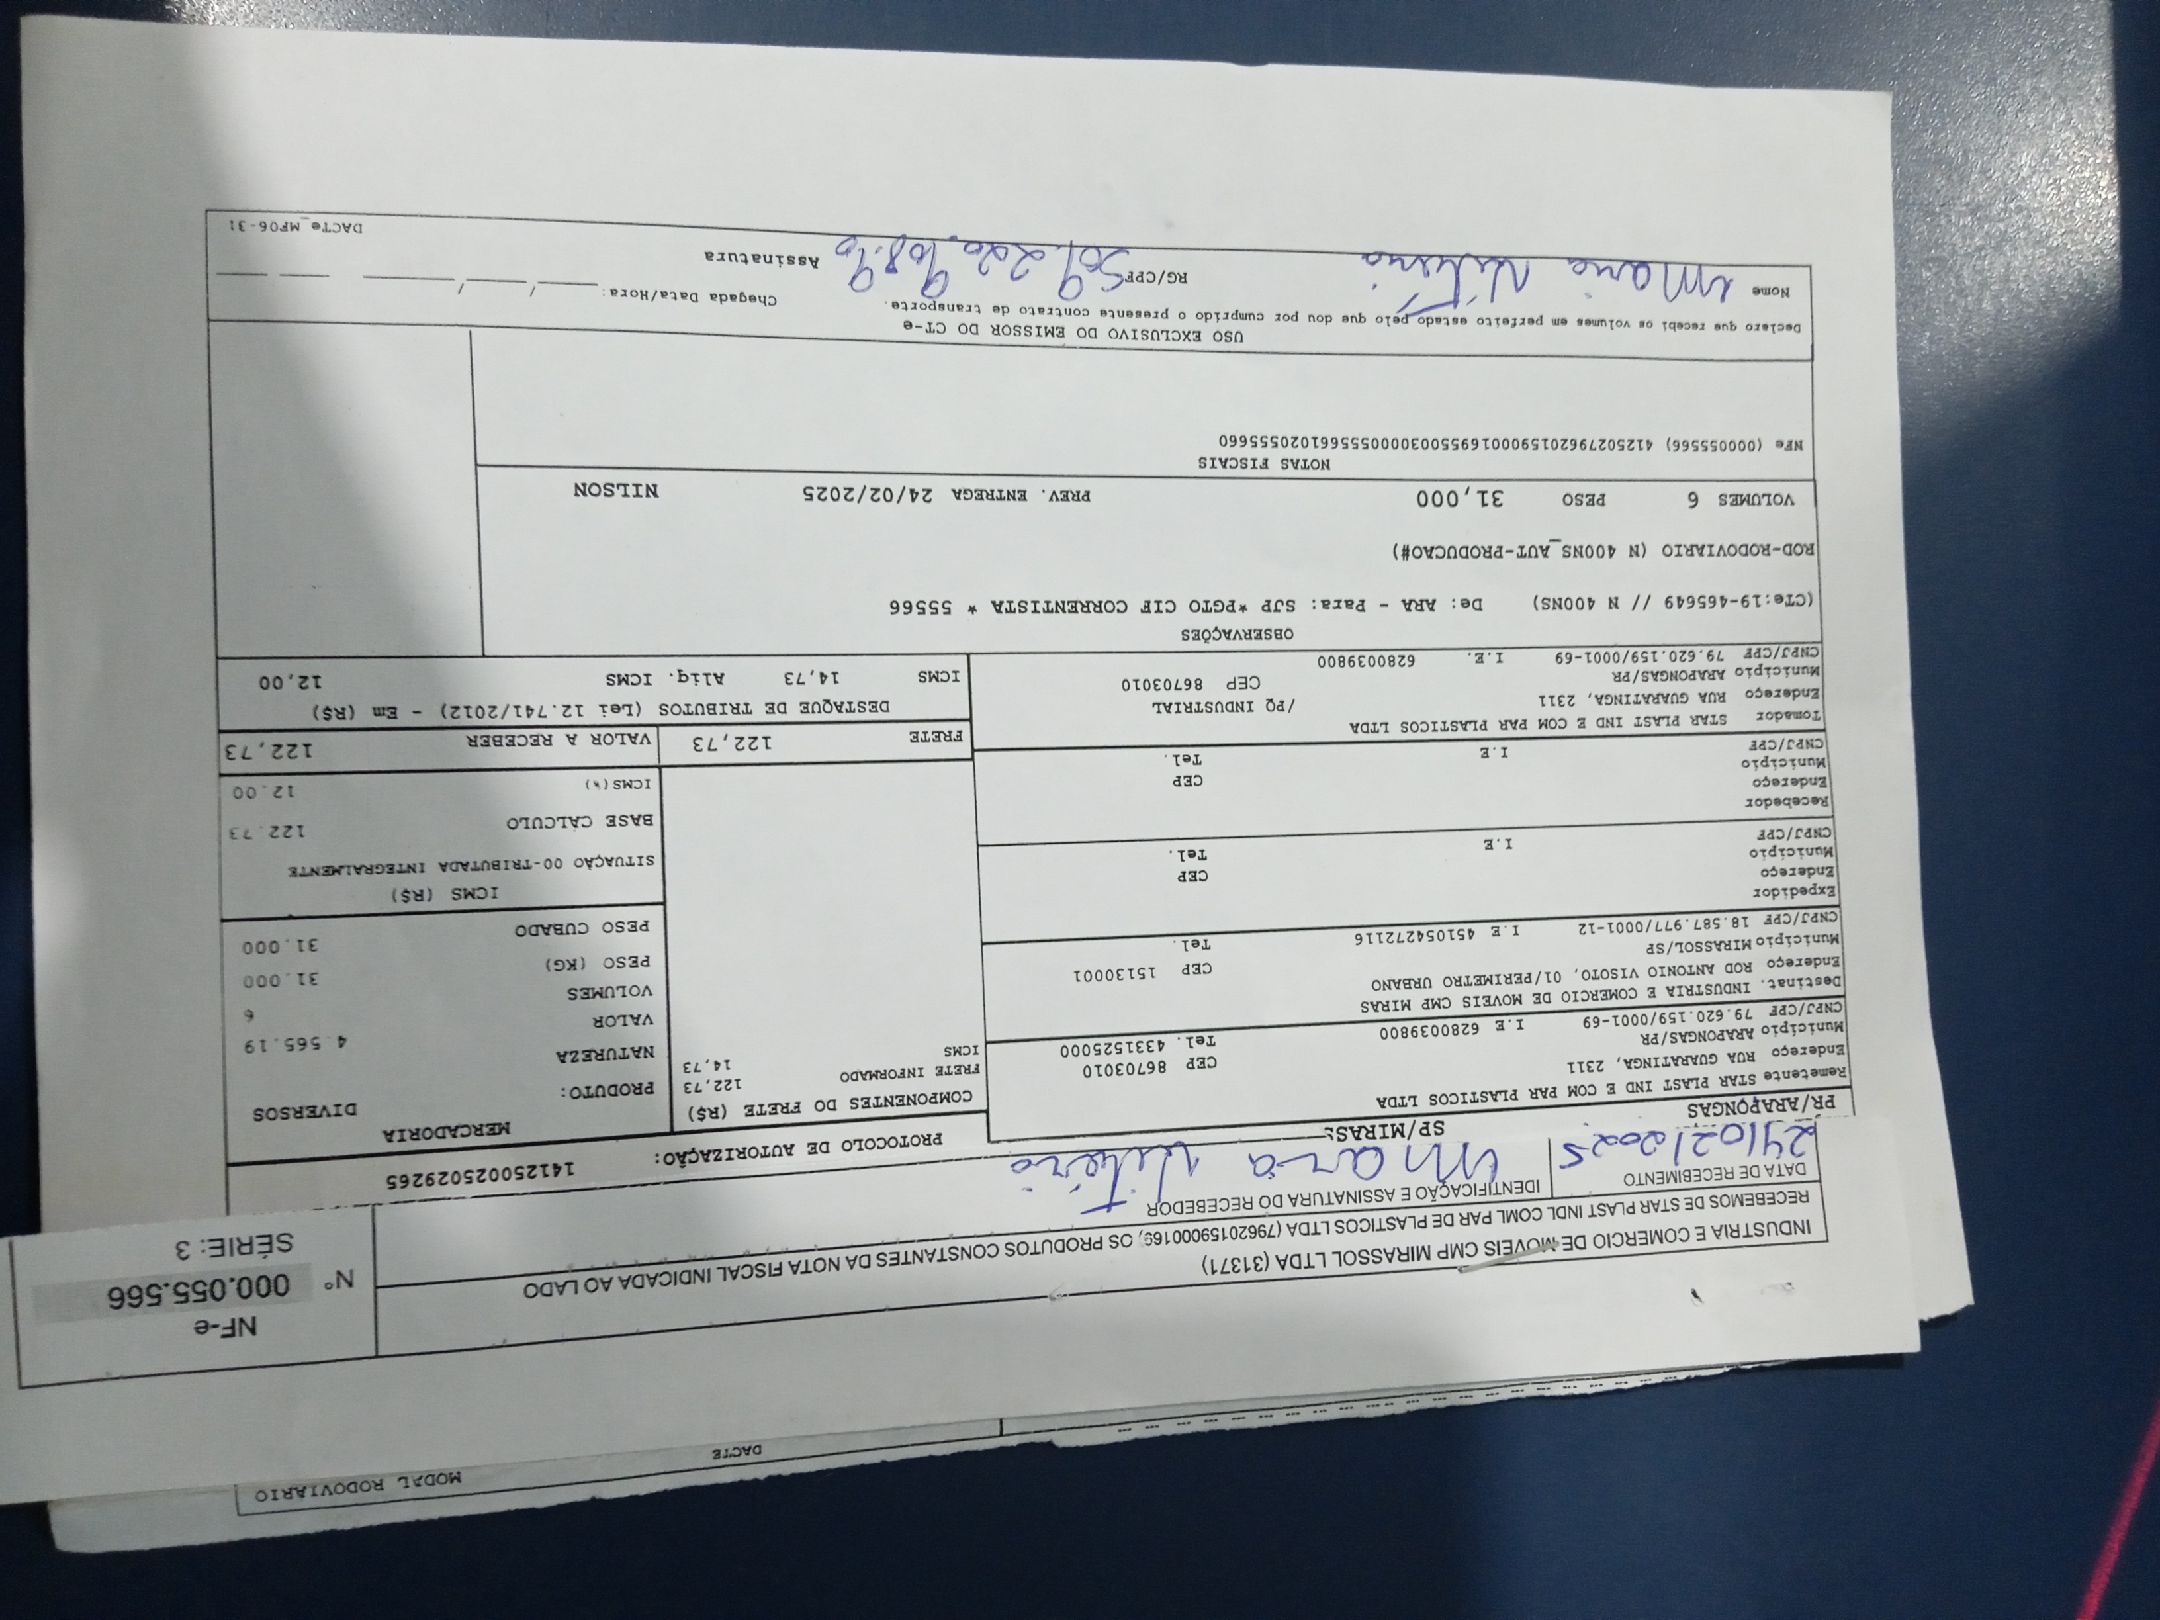 MODAL RODOVIARIO
DACTE
NF-e
Nº 000.055.566
SÉRIE: 3
INDUSTRIA E COMERCIO DE MOVEIS CMP MIRASSOL LTDA (31371)
RECEBEMOS DE STAR PLAST INDL COML PAR DE PLASTICOS LTDA (79620159000169), OS PRODUTOS CONSTANTES DA NOTA FISCAL INDICADA AO LADO
DATA DE RECEBIMENTO
IDENTIFICAÇÃO E ASSINATURA DO RECEBEDOR
24/02/2025
Maria
PROTOCOLO DE AUTORIZAÇÃO: 141250025029265
PR/ARAPONGAS
SP/MIRASS
Remetente STAR PLAST IND E COM PAR PLASTICOS LTDA
Endereço RUA GUARATINGA, 2311 CEP 86703010
Município ARAPONGAS/PR Tel. 4331525000
CNPJ/CPF 79.620.159/0001-69 I.E 6280039800
Destinat. INDUSTRIA E COMERCIO DE MOVEIS CMP MIRAS
Endereço ROD ANTONIO VISOTO, 01/PERIMETRO URBANO
Município MIRASSOL/SP CEP 15130001
CNPJ/CPF 18.587.977/0001-12 I.E 451054272116 Tel.
Expedidor
Endereço CEP
Município Tel.
CNPJ/CPF I.E
Recebedor
Endereço CEP
Município Tel.
CNPJ/CPF I.E
Tomador STAR PLAST IND E COM PAR PLASTICOS LTDA
Endereço RUA GUARATINGA, 2311 /PQ INDUSTRIAL
Município ARAPONGAS/PR CEP 86703010
CNPJ/CPF 79.620.159/0001-69 I.E. 6280039800
COMPONENTES DO FRETE (R$)
FRETE INFORMADO 122,73
ICMS 14,73
MERCADORIA
PRODUTO: DIVERSOS
NATUREZA
VALOR 4.565.19
VOLUMES 6
PESO (KG) 31.000
PESO CUBADO 31.000
ICMS (R$)
SITUAÇÃO 00-TRIBUTADA INTEGRALMENTE
BASE CÁLCULO 122.73
ICMS(%) 12.00
FRETE 122,73 VALOR A RECEBER 122,73
DESTAQUE DE TRIBUTOS (Lei 12.741/2012) - Em (R$)
ICMS 14,73 Aliq. ICMS 12,00
OBSERVAÇÕES
(CTe:19-465649 // N 400NS) De: ARA - Para: SJP *PGTO CIF CORRENTISTA * 55566
ROD-RODOVIARIO (N 400NS_AUT-PRODUCAO#)
VOLUMES 6 PESO 31,000 PREV. ENTREGA 24/02/2025 NILSON
NOTAS FISCAIS
NFe (000055566) 41250279620159000169550030000555661020555660
USO EXCLUSIVO DO EMISSOR DO CT-e
Declaro que recebi os volumes em perfeito estado pelo que dou por cumprido o presente contrato de transporte.
Chegada Data/Hora: ____/____/____ ___ ___
Nome Maria
RG/CPF
Assinatura
DACTe_MF06-31